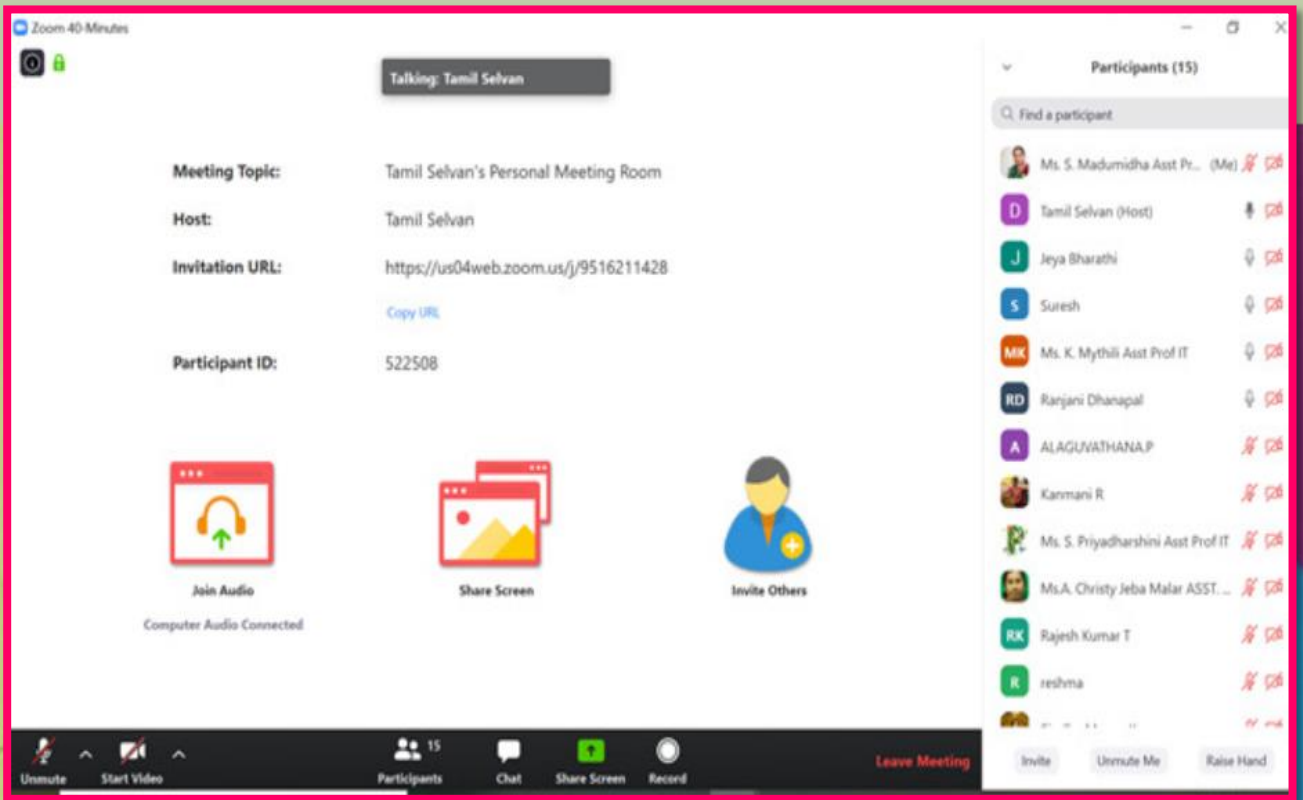 Zoom 40-Minutes
Talking: Tamil Selvan
Meeting Topic: Tamil Selvan's Personal Meeting Room
Host: Tamil Selvan
Invitation URL: https://us04web.zoom.us/j/9516211428
Copy URL
Participant ID: 522508
Join Audio
Share Screen
Invite Others
Computer Audio Connected
Participants (15)
Find a participant
Ms. S. Madumidha Asst Pr... (Me)
D Tamil Selvan (Host)
J Jeya Bharathi
S Suresh
MK Ms. K. Mythili Asst Prof IT
RD Ranjani Dhanapal
A ALAGUVATHANA.P
Kanmani R
Ms. S. Priyadharshini Asst Prof IT
Ms.A. Christy Jeba Malar ASST. ...
RK Rajesh Kumar T
R reshma
Unmute
Start Video
15
Participants
Chat
Share Screen
Record
Leave Meeting
Invite
Unmute Me
Raise Hand